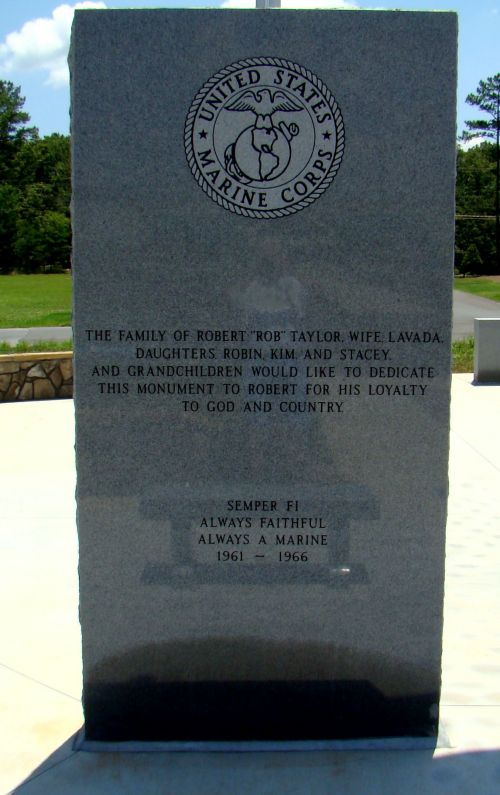 UNITED STATES
MARINE CORPS
THE FAMILY OF ROBERT "ROB" TAYLOR, WIFE, LAVADA,
DAUGHTERS ROBIN, KIM, AND STACEY,
AND GRANDCHILDREN WOULD LIKE TO DEDICATE
THIS MONUMENT TO ROBERT FOR HIS LOYALTY
TO GOD AND COUNTRY
SEMPER FI
ALWAYS FAITHFUL
ALWAYS A MARINE
1961 – 1966